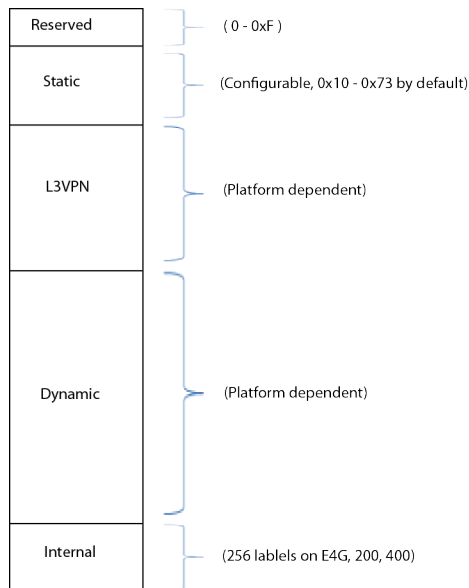 Reserved ( 0 - 0xF )
Static (Configurable, 0x10 - 0x73 by default)
L3VPN (Platform dependent)
Dynamic (Platform dependent)
Internal (256 lablels on E4G, 200, 400)